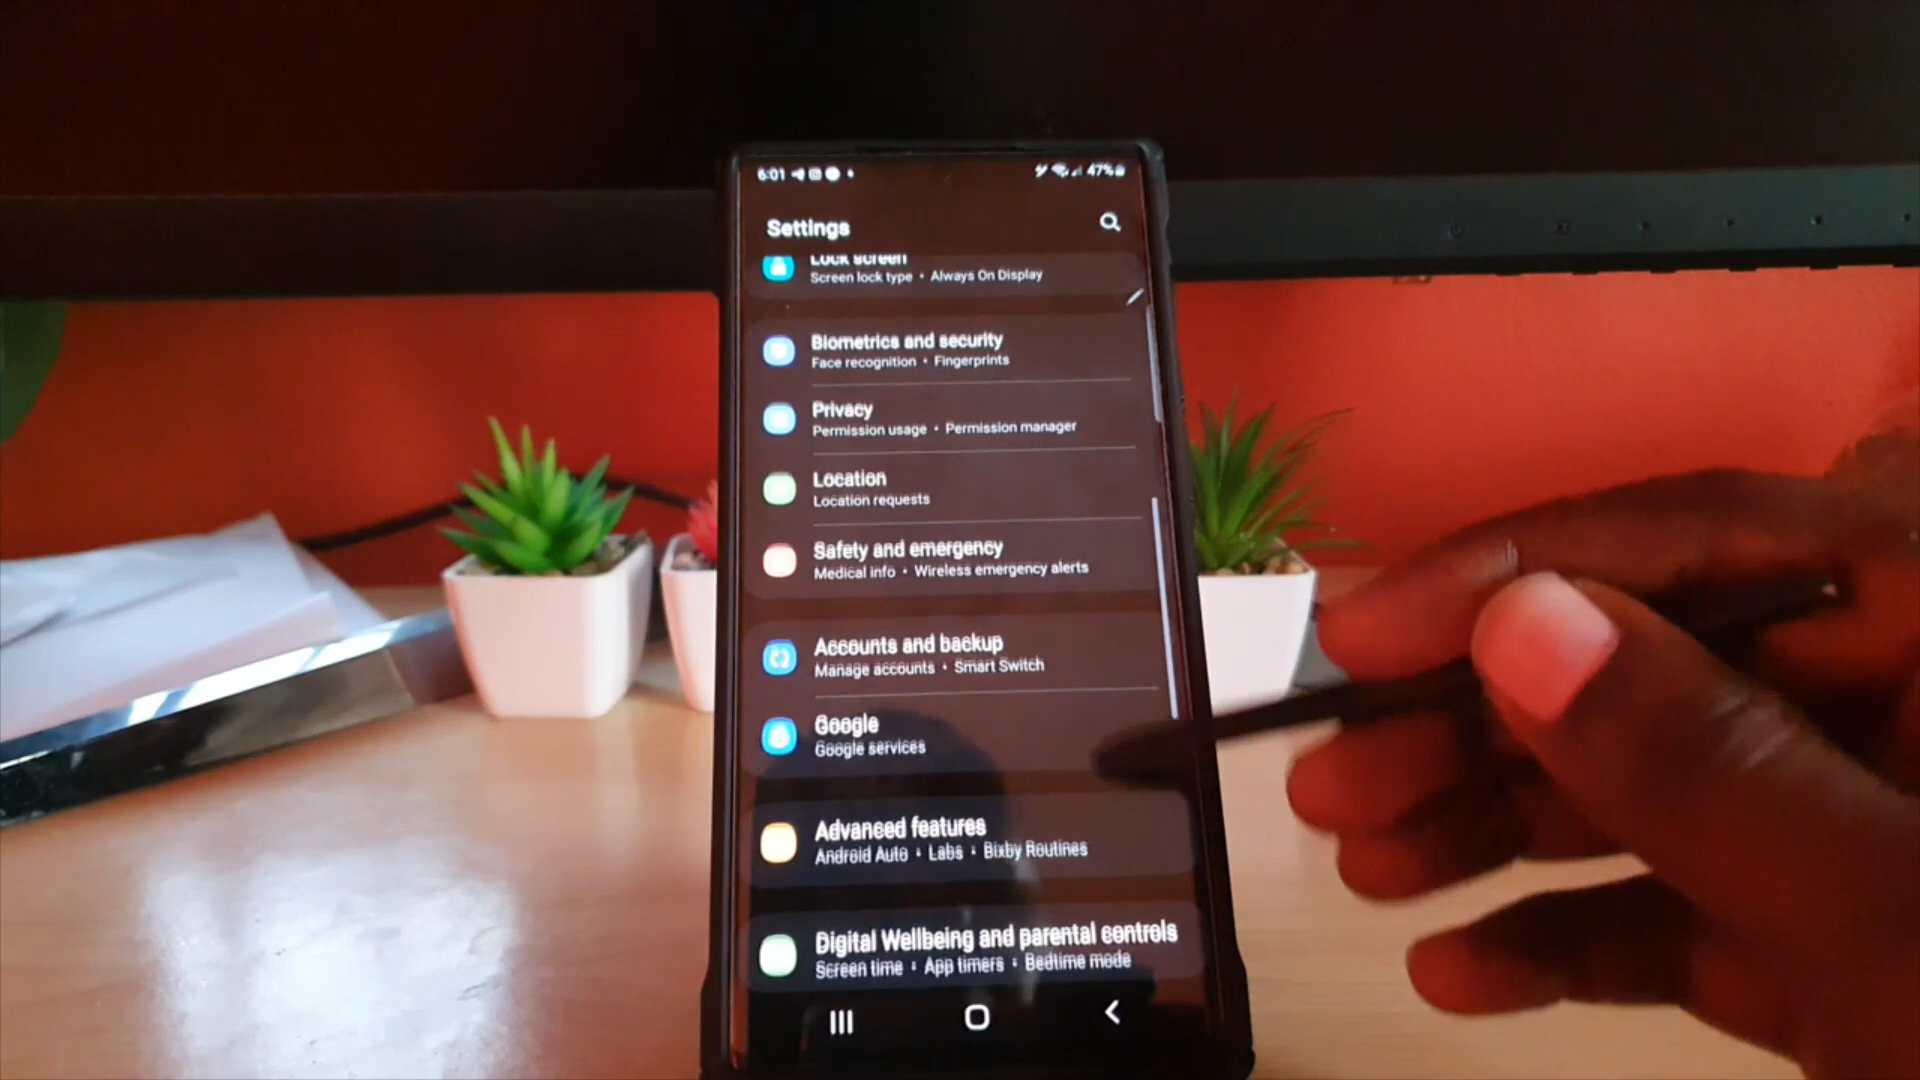 6:01 47%
Settings
Lock screen
Screen lock type • Always On Display
Biometrics and security
Face recognition • Fingerprints
Privacy
Permission usage • Permission manager
Location
Location requests
Safety and emergency
Medical info • Wireless emergency alerts
Accounts and backup
Manage accounts • Smart Switch
Google
Google services
Advanced features
Android Auto • Labs • Bixby Routines
Digital Wellbeing and parental controls
Screen time • App timers • Bedtime mode